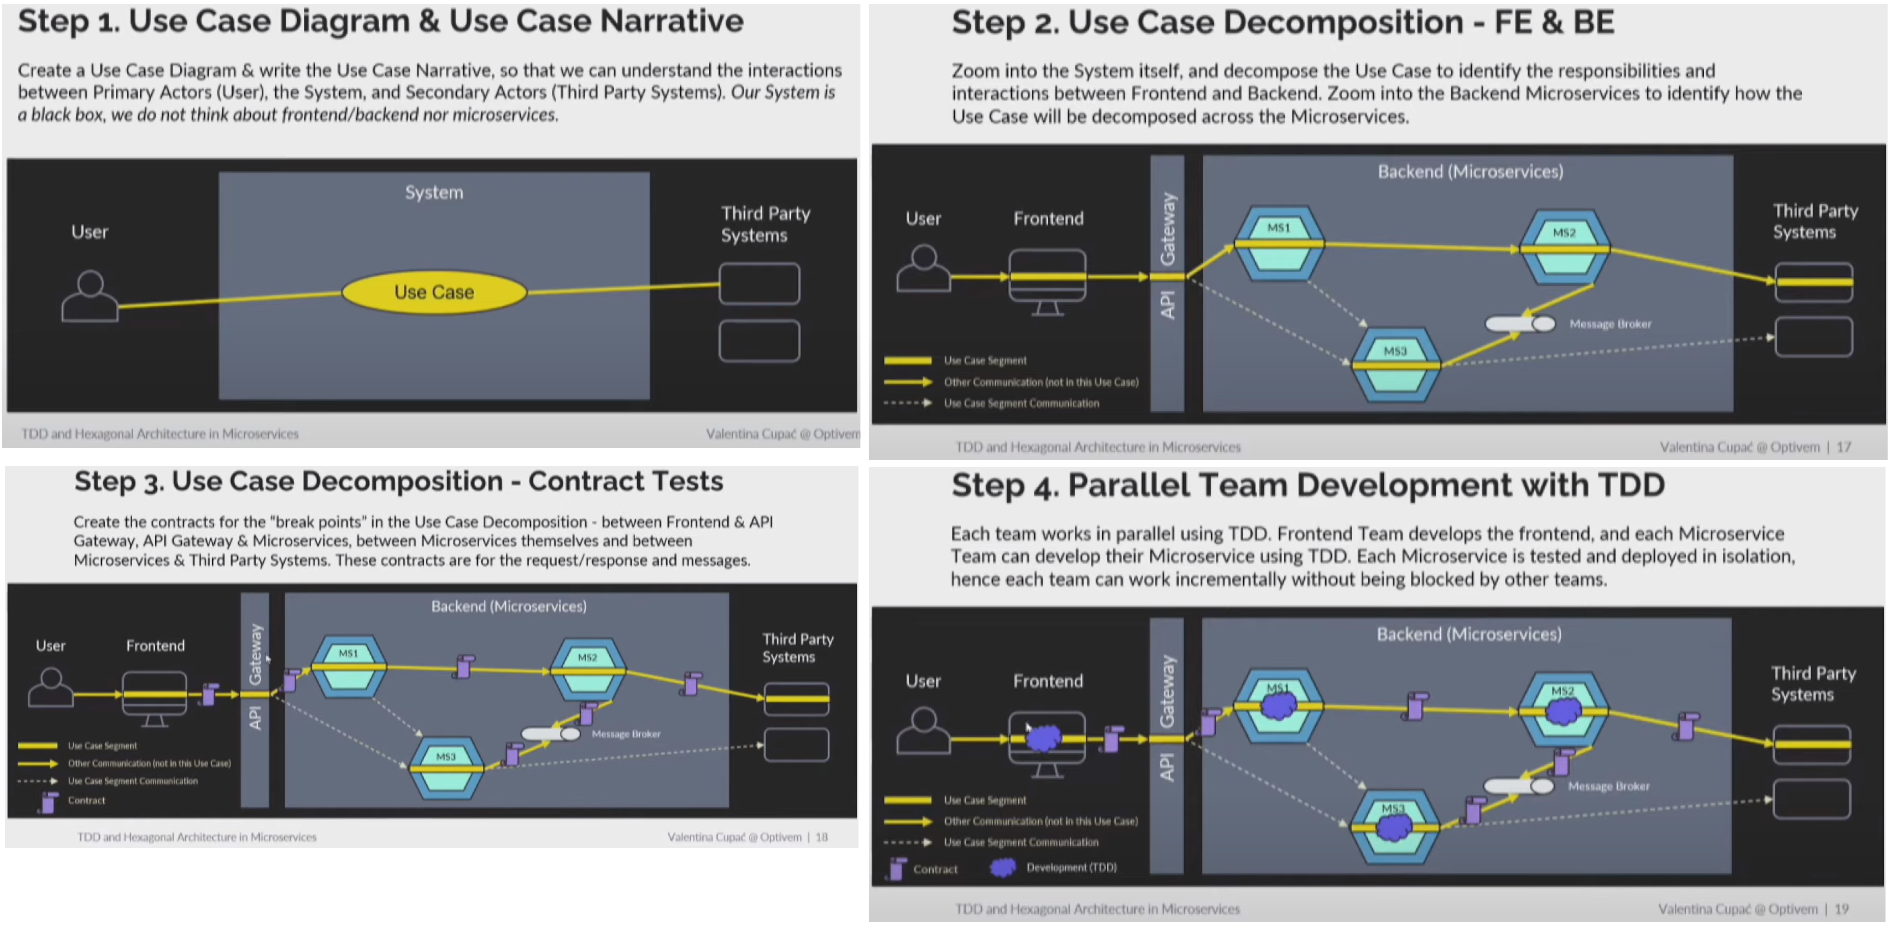 Step 1. Use Case Diagram & Use Case Narrative
Create a Use Case Diagram & write the Use Case Narrative, so that we can understand the interactions
between Primary Actors (User), the System, and Secondary Actors (Third Party Systems). Our System is
a black box, we do not think about frontend/backend nor microservices.
System
User
Third Party
Systems
Use Case
TDD and Hexagonal Architecture in Microservices
Valentina Cupać @ Optivem
Step 2. Use Case Decomposition - FE & BE
Zoom into the System itself, and decompose the Use Case to identify the responsibilities and
interactions between Frontend and Backend. Zoom into the Backend Microservices to identify how the
Use Case will be decomposed across the Microservices.
Backend (Microservices)
User
Frontend
API Gateway
MS1
MS2
Third Party
Systems
Message Broker
MS3
Use Case Segment
Other Communication (not in this Use Case)
Use Case Segment Communication
TDD and Hexagonal Architecture in Microservices
Valentina Cupać @ Optivem | 17
Step 3. Use Case Decomposition - Contract Tests
Create the contracts for the “break points” in the Use Case Decomposition - between Frontend & API
Gateway, API Gateway & Microservices, between Microservices themselves and between
Microservices & Third Party Systems. These contracts are for the request/response and messages.
Backend (Microservices)
User
Frontend
API Gateway
MS1
MS2
Third Party
Systems
Message Broker
MS3
Use Case Segment
Other Communication (not in this Use Case)
Use Case Segment Communication
Contract
TDD and Hexagonal Architecture in Microservices
Valentina Cupać @ Optivem | 18
Step 4. Parallel Team Development with TDD
Each team works in parallel using TDD. Frontend Team develops the frontend, and each Microservice
Team can develop their Microservice using TDD. Each Microservice is tested and deployed in isolation,
hence each team can work incrementally without being blocked by other teams.
Backend (Microservices)
User
Frontend
API Gateway
MS1
MS2
Third Party
Systems
Message Broker
MS3
Use Case Segment
Other Communication (not in this Use Case)
Use Case Segment Communication
Contract
Development (TDD)
TDD and Hexagonal Architecture in Microservices
Valentina Cupać @ Optivem | 19